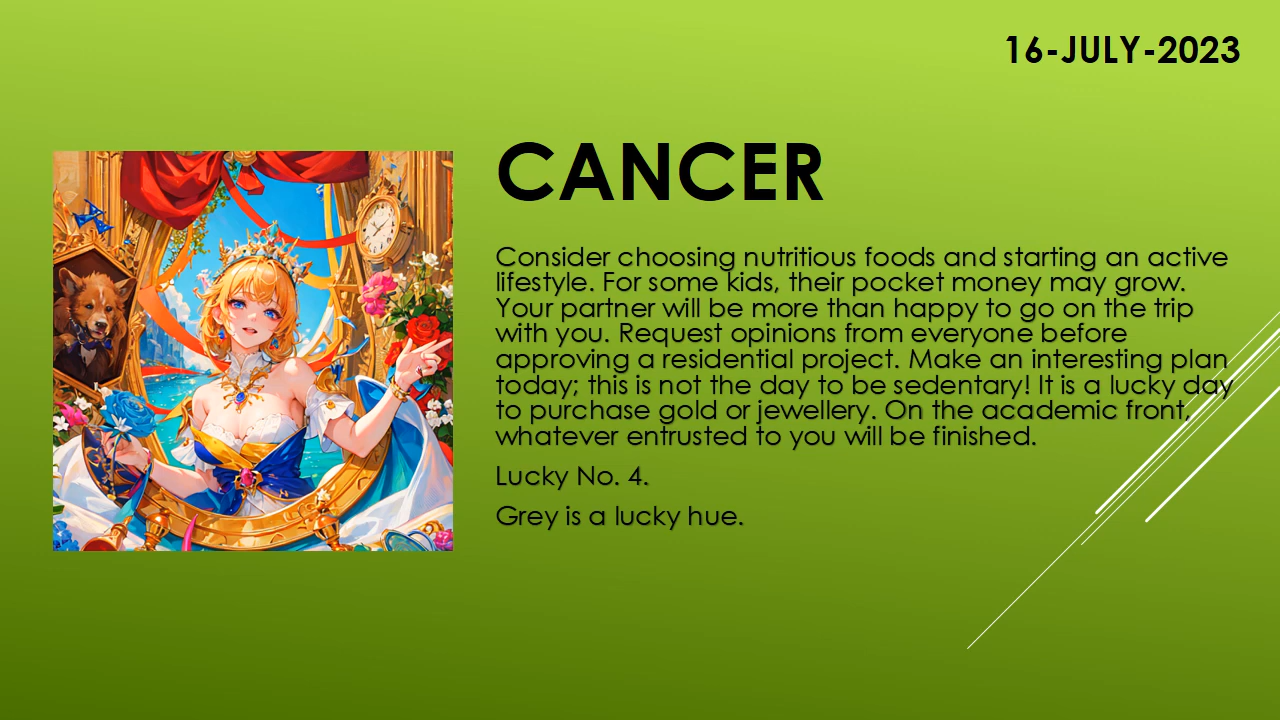 16-JULY-2023
CANCER
Consider choosing nutritious foods and starting an active
lifestyle. For some kids, their pocket money may grow.
Your partner will be more than happy to go on the trip
with you. Request opinions from everyone before
approving a residential project. Make an interesting plan
today; this is not the day to be sedentary! It is a lucky day
to purchase gold or jewellery. On the academic front,
whatever entrusted to you will be finished.
Lucky No. 4.
Grey is a lucky hue.